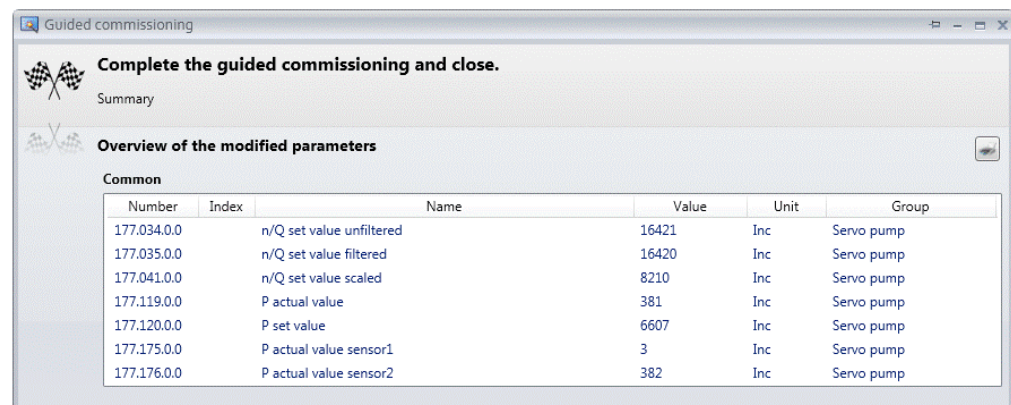 Guided commissioning
Complete the guided commissioning and close.
Summary
Overview of the modified parameters
Common
Number Index Name Value Unit Group
177.034.0.0 n/Q set value unfiltered 16421 Inc Servo pump
177.035.0.0 n/Q set value filtered 16420 Inc Servo pump
177.041.0.0 n/Q set value scaled 8210 Inc Servo pump
177.119.0.0 P actual value 381 Inc Servo pump
177.120.0.0 P set value 6607 Inc Servo pump
177.175.0.0 P actual value sensor1 3 Inc Servo pump
177.176.0.0 P actual value sensor2 382 Inc Servo pump